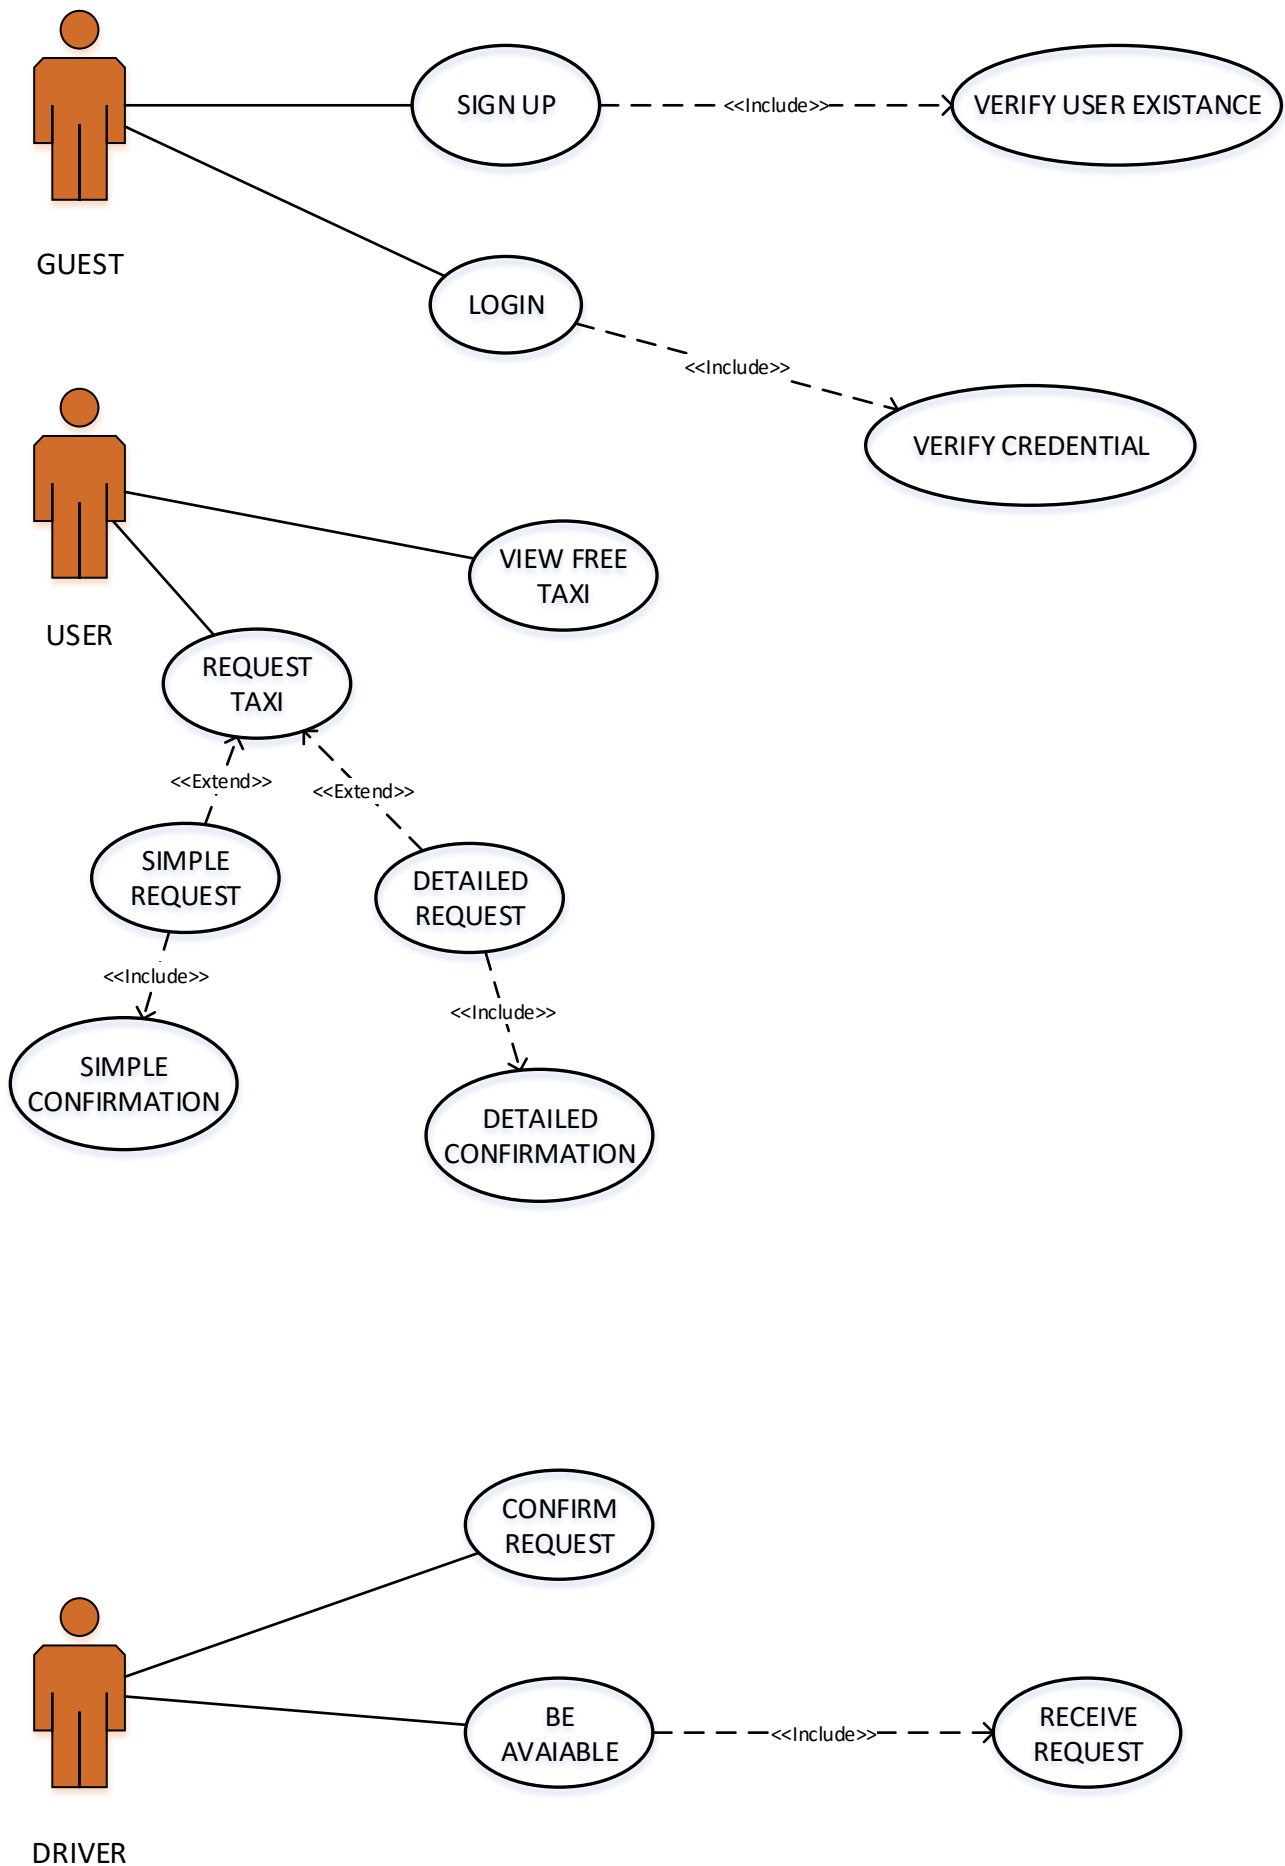 SIGN UP
<<Include>>
VERIFY USER EXISTANCE
GUEST
LOGIN
<<Include>>
VERIFY CREDENTIAL
USER
VIEW FREE
TAXI
REQUEST
TAXI
<<Extend>>
<<Extend>>
SIMPLE
REQUEST
DETAILED
REQUEST
<<Include>>
<<Include>>
SIMPLE
CONFIRMATION
DETAILED
CONFIRMATION
CONFIRM
REQUEST
BE
AVAIABLE
<<Include>>
RECEIVE
REQUEST
DRIVER